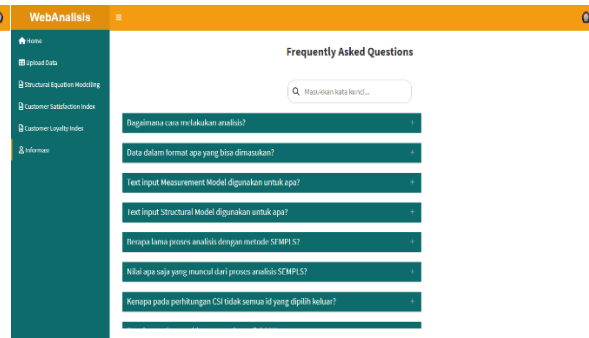 WebAnalisis
Home
Upload Data
Structural Equation Modelling
Customer Satisfaction Index
Customer Loyalty Index
Informasi
Frequently Asked Questions
Masukkan kata kunci...
Bagaimana cara melakukan analisis? +
Data dalam format apa yang bisa dimasukan? +
Text input Measurement Model digunakan untuk apa? +
Text input Structural Model digunakan untuk apa? +
Berapa lama proses analisis dengan metode SEMPLS? +
Nilai apa saja yang muncul dari proses analisis SEMPLS? +
Kenapa pada perhitungan CSI tidak semua id yang dipilih keluar? +